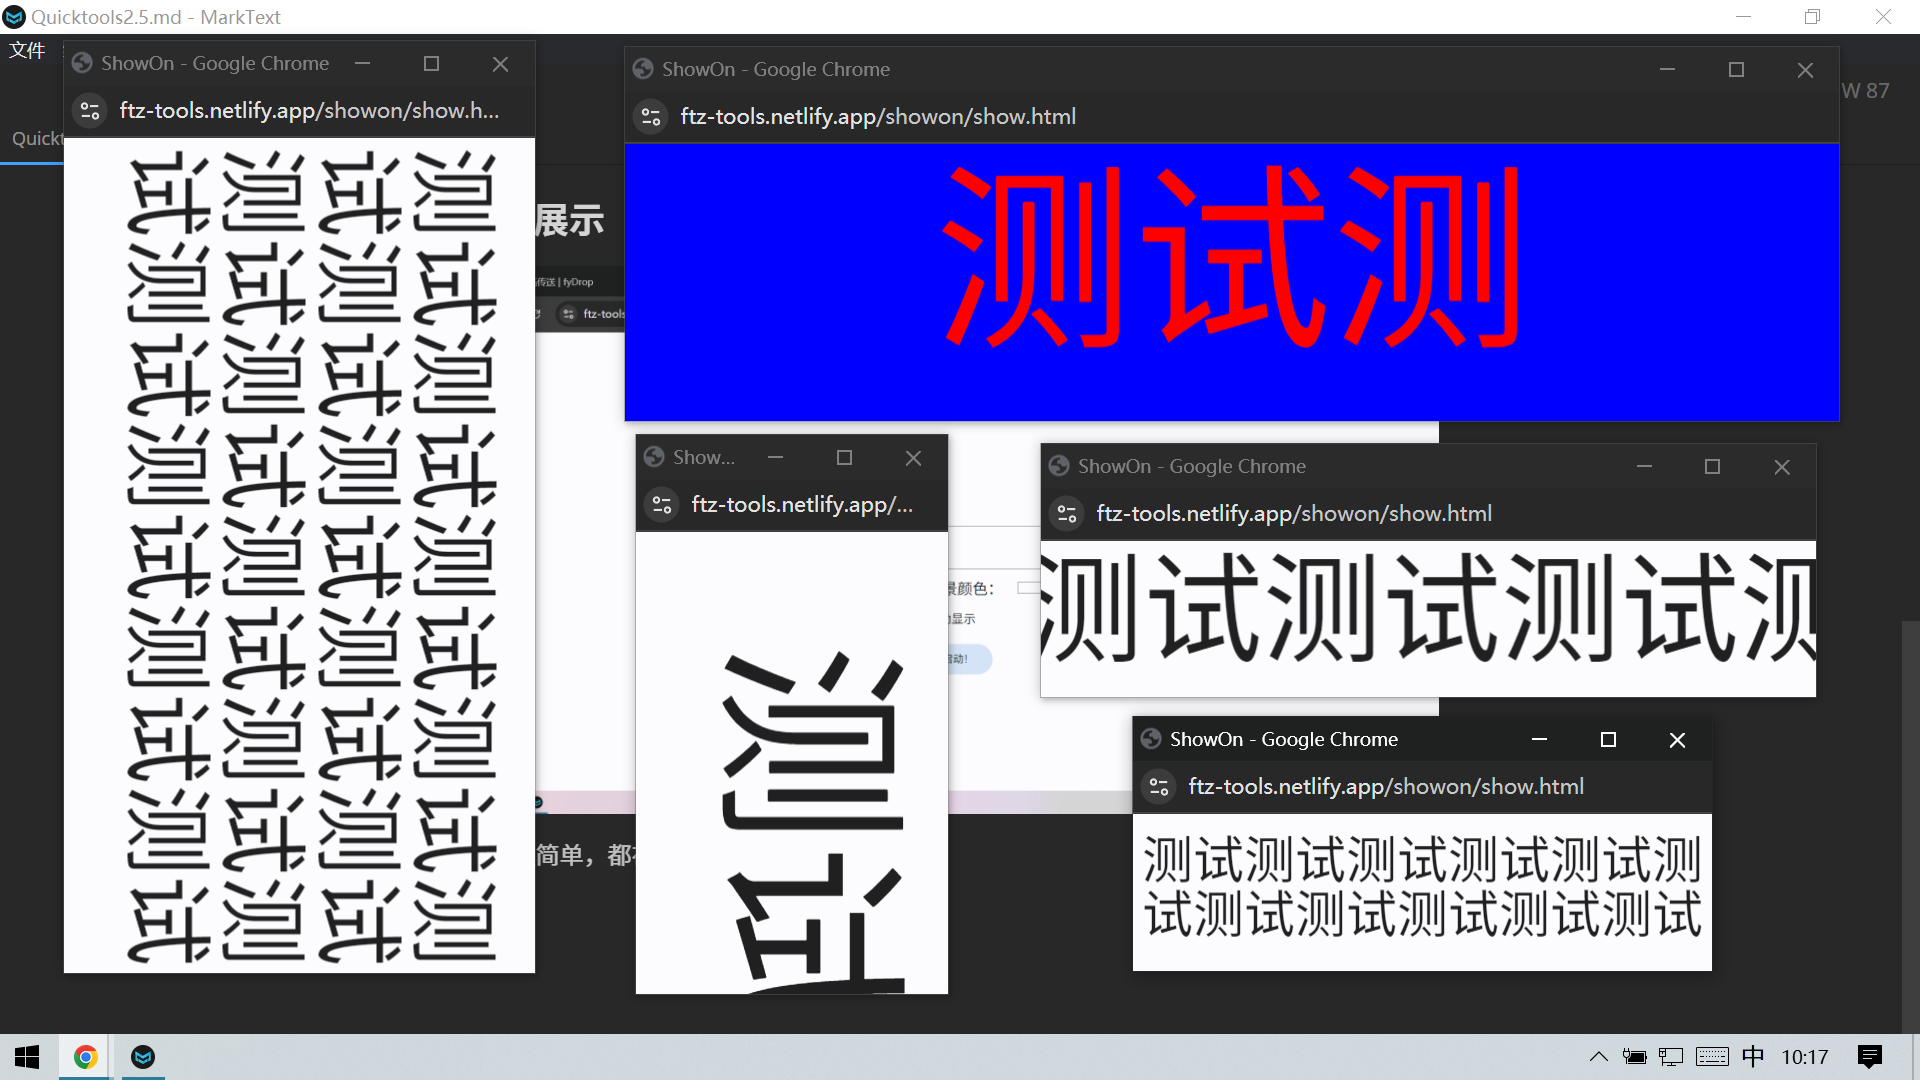 Quicktools2.5.md - MarkText
文件
W 87
ShowOn - Google Chrome
ftz-tools.netlify.app/showon/show.h...
测试测试测试测试测
试测试测试测试测试
测试测试测试测试测
试测试测试测试测试
ShowOn - Google Chrome
ftz-tools.netlify.app/showon/show.html
测试测
Quickt
展示
传送 | fyDrop
ftz-tools
Show...
ftz-tools.netlify.app/...
测试
ShowOn - Google Chrome
ftz-tools.netlify.app/showon/show.html
测试测试测试测
景颜色：
显示
动！
简单，都
ShowOn - Google Chrome
ftz-tools.netlify.app/showon/show.html
测试测试测试测试测试测
试测试测试测试测试测试
中
10:17